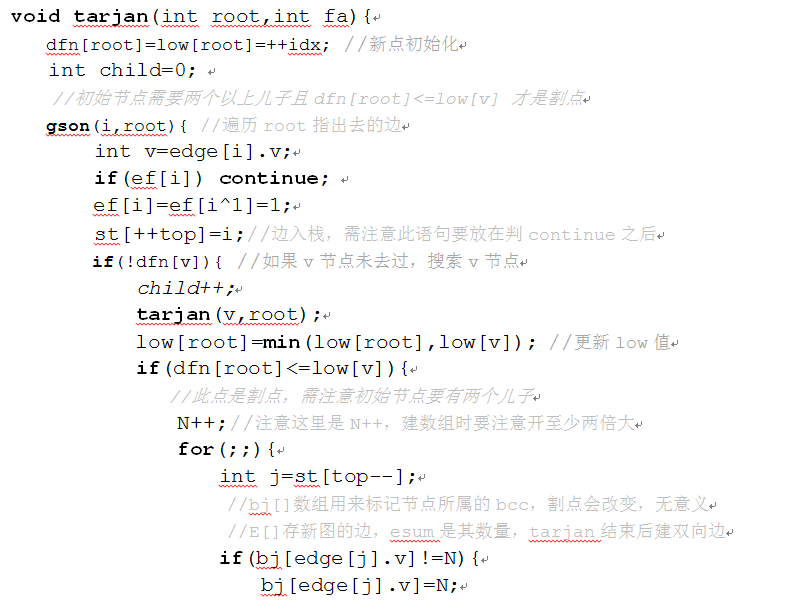 void tarjan(int root,int fa){
dfn[root]=low[root]=++idx; //新点初始化
int child=0;
//初始节点需要两个以上儿子且 dfn[root]<=low[v] 才是割点
gson(i,root){ //遍历 root 指出去的边
int v=edge[i].v;
if(ef[i]) continue;
ef[i]=ef[i^1]=1;
st[++top]=i;//边入栈，需注意此语句要放在判 continue 之后
if(!dfn[v]){ //如果 v 节点未去过，搜索 v 节点
child++;
tarjan(v,root);
low[root]=min(low[root],low[v]); //更新 low 值
if(dfn[root]<=low[v]){
//此点是割点，需注意初始节点要有两个儿子
N++;//注意这里是 N++，建数组时要注意开至少两倍大
for(;;){
int j=st[top--];
//bj[]数组用来标记节点所属的 bcc，割点会改变，无意义
//E[]存新图的边，esum 是其数量，tarjan 结束后建双向边
if(bj[edge[j].v]!=N){
bj[edge[j].v]=N;